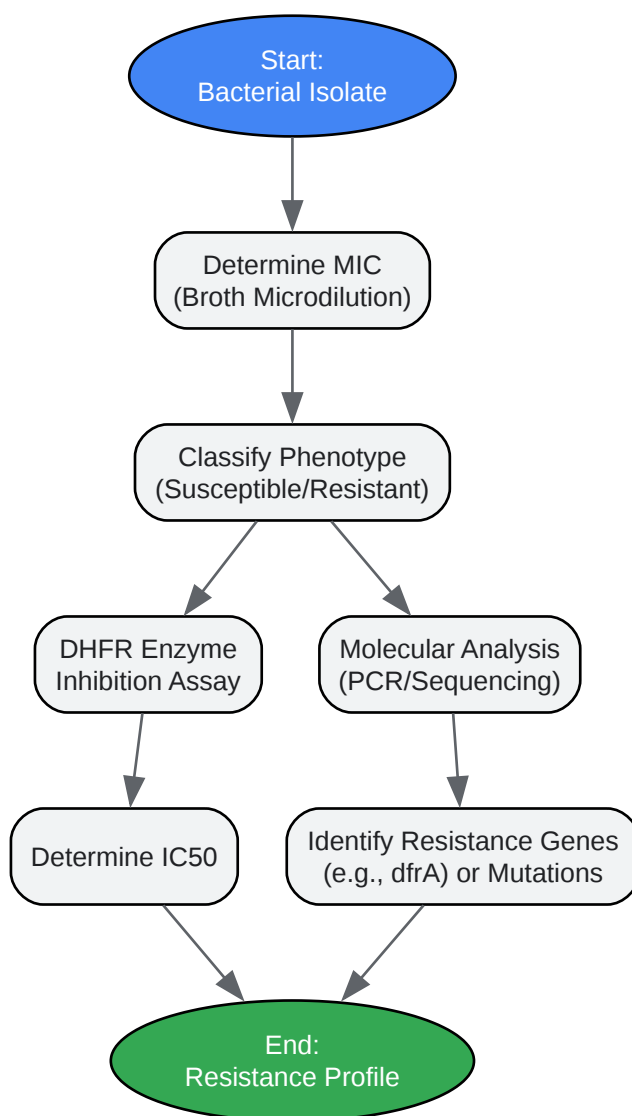 Start:
Bacterial Isolate
Determine MIC
(Broth Microdilution)
Classify Phenotype
(Susceptible/Resistant)
DHFR Enzyme
Inhibition Assay
Molecular Analysis
(PCR/Sequencing)
Determine IC50
Identify Resistance Genes
(e.g., dfrA) or Mutations
End:
Resistance Profile